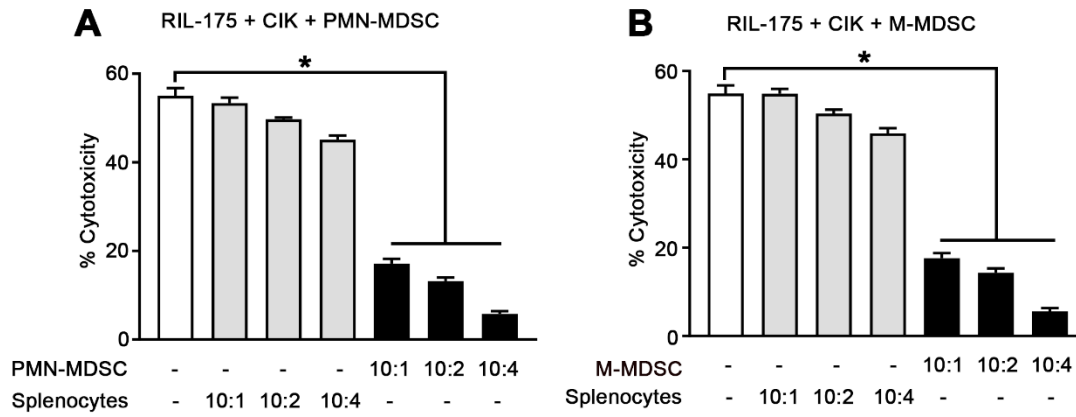 A
RIL-175 + CIK + PMN-MDSC
*
60
40
20
0
% Cytotoxicity
PMN-MDSC - - - - 10:1 10:2 10:4
Splenocytes - 10:1 10:2 10:4 - - -
B
RIL-175 + CIK + M-MDSC
*
60
40
20
0
% Cytotoxicity
M-MDSC - - - - 10:1 10:2 10:4
Splenocytes - 10:1 10:2 10:4 - - -